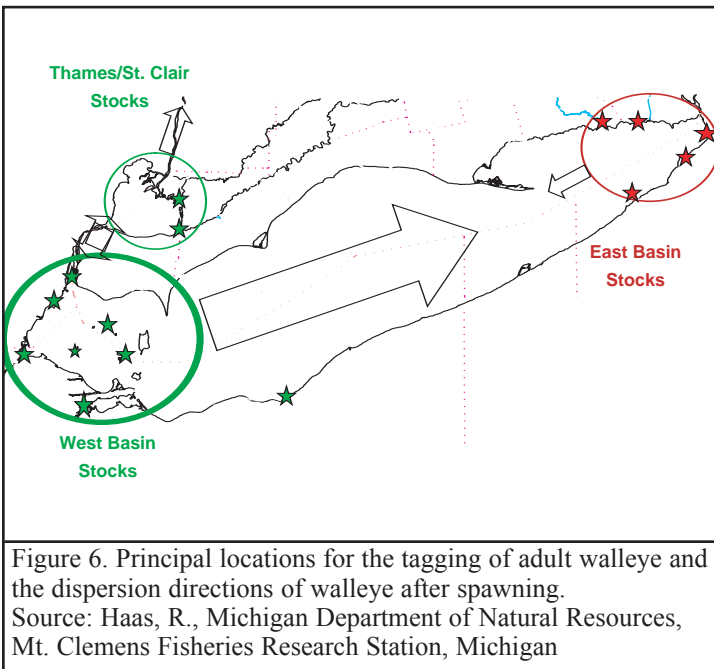 Thames/St. Clair
Stocks
East Basin
Stocks
West Basin
Stocks
Figure 6. Principal locations for the tagging of adult walleye and
the dispersion directions of walleye after spawning.
Source: Haas, R., Michigan Department of Natural Resources,
Mt. Clemens Fisheries Research Station, Michigan